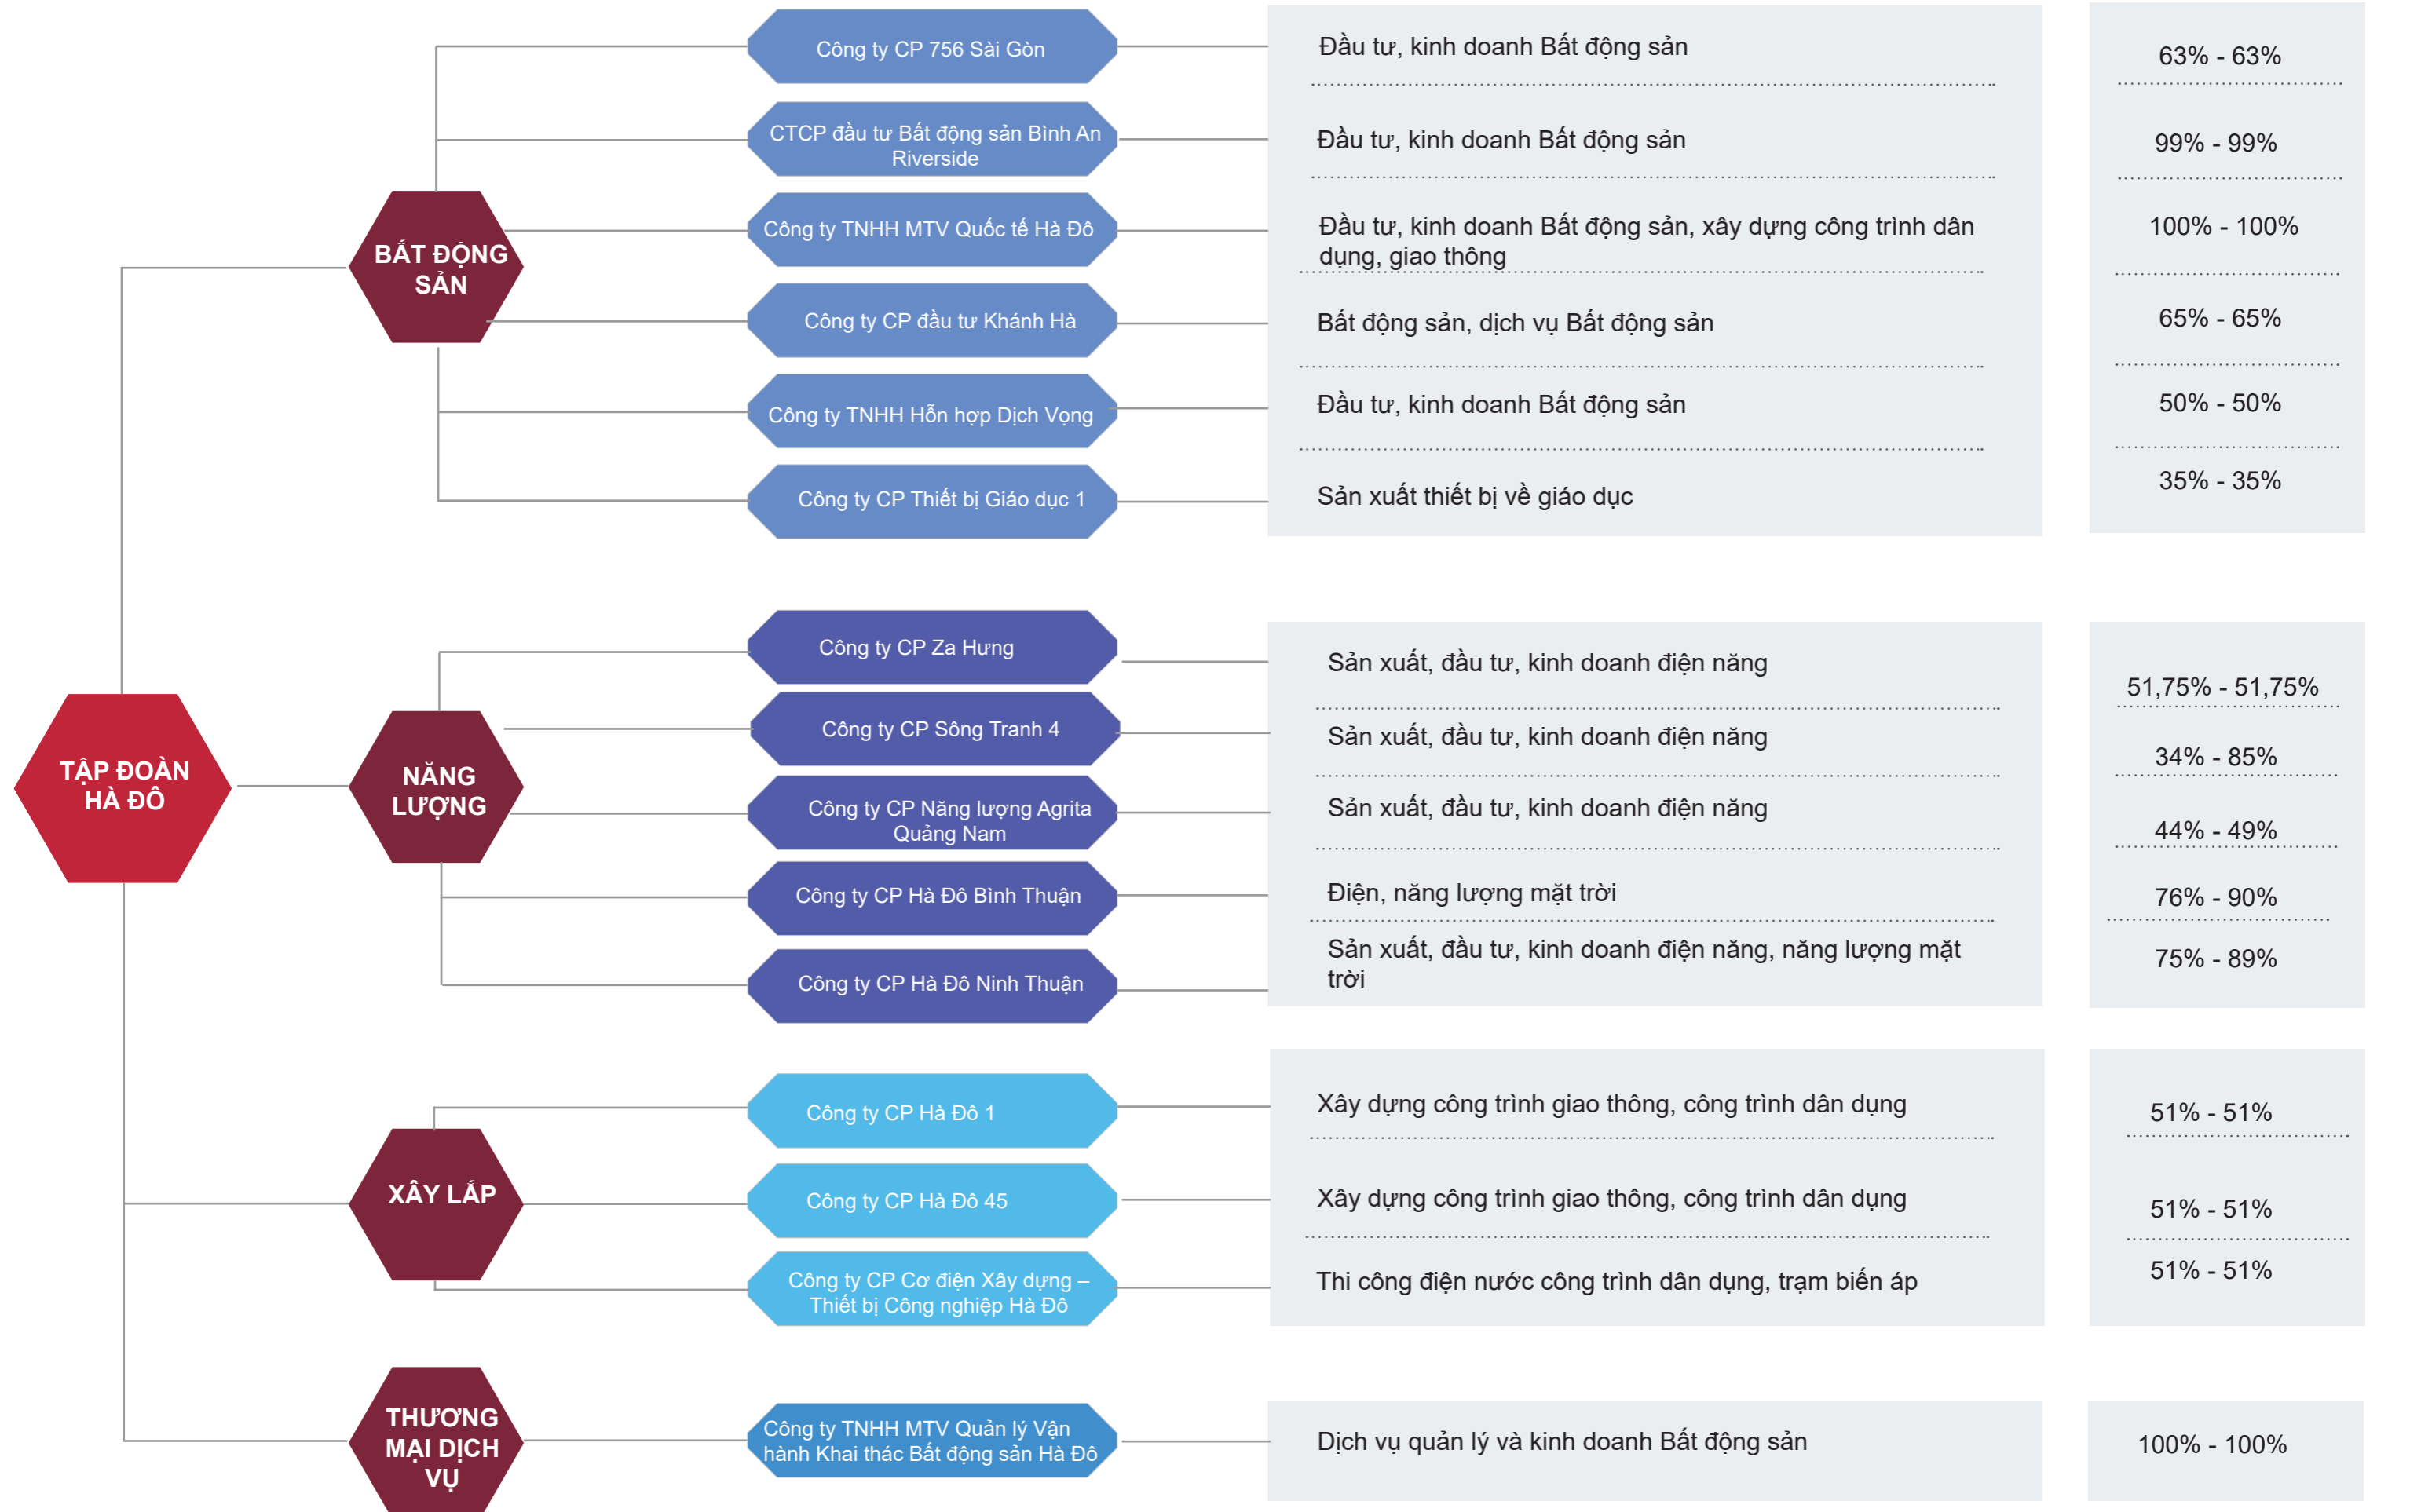 TẬP ĐOÀN
HÀ ĐÔ
BẤT ĐỘNG
SẢN
Công ty CP 756 Sài Gòn
Đầu tư, kinh doanh Bất động sản
63% - 63%
CTCP đầu tư Bất động sản Bình An
Riverside
Đầu tư, kinh doanh Bất động sản
99% - 99%
Công ty TNHH MTV Quốc tế Hà Đô
Đầu tư, kinh doanh Bất động sản, xây dựng công trình dân
dụng, giao thông
100% - 100%
Công ty CP đầu tư Khánh Hà
Bất động sản, dịch vụ Bất động sản
65% - 65%
Công ty TNHH Hỗn hợp Dịch Vọng
Đầu tư, kinh doanh Bất động sản
50% - 50%
Công ty CP Thiết bị Giáo dục 1
Sản xuất thiết bị về giáo dục
35% - 35%
NĂNG
LƯỢNG
Công ty CP Za Hưng
Sản xuất, đầu tư, kinh doanh điện năng
51,75% - 51,75%
Công ty CP Sông Tranh 4
Sản xuất, đầu tư, kinh doanh điện năng
34% - 85%
Công ty CP Năng lượng Agrita
Quảng Nam
Sản xuất, đầu tư, kinh doanh điện năng
44% - 49%
Công ty CP Hà Đô Bình Thuận
Điện, năng lượng mặt trời
76% - 90%
Công ty CP Hà Đô Ninh Thuận
Sản xuất, đầu tư, kinh doanh điện năng, năng lượng mặt
trời
75% - 89%
XÂY LẮP
Công ty CP Hà Đô 1
Xây dựng công trình giao thông, công trình dân dụng
51% - 51%
Công ty CP Hà Đô 45
Xây dựng công trình giao thông, công trình dân dụng
51% - 51%
Công ty CP Cơ điện Xây dựng –
Thiết bị Công nghiệp Hà Đô
Thi công điện nước công trình dân dụng, trạm biến áp
51% - 51%
THƯƠNG
MẠI DỊCH
VỤ
Công ty TNHH MTV Quản lý Vận
hành Khai thác Bất động sản Hà Đô
Dịch vụ quản lý và kinh doanh Bất động sản
100% - 100%